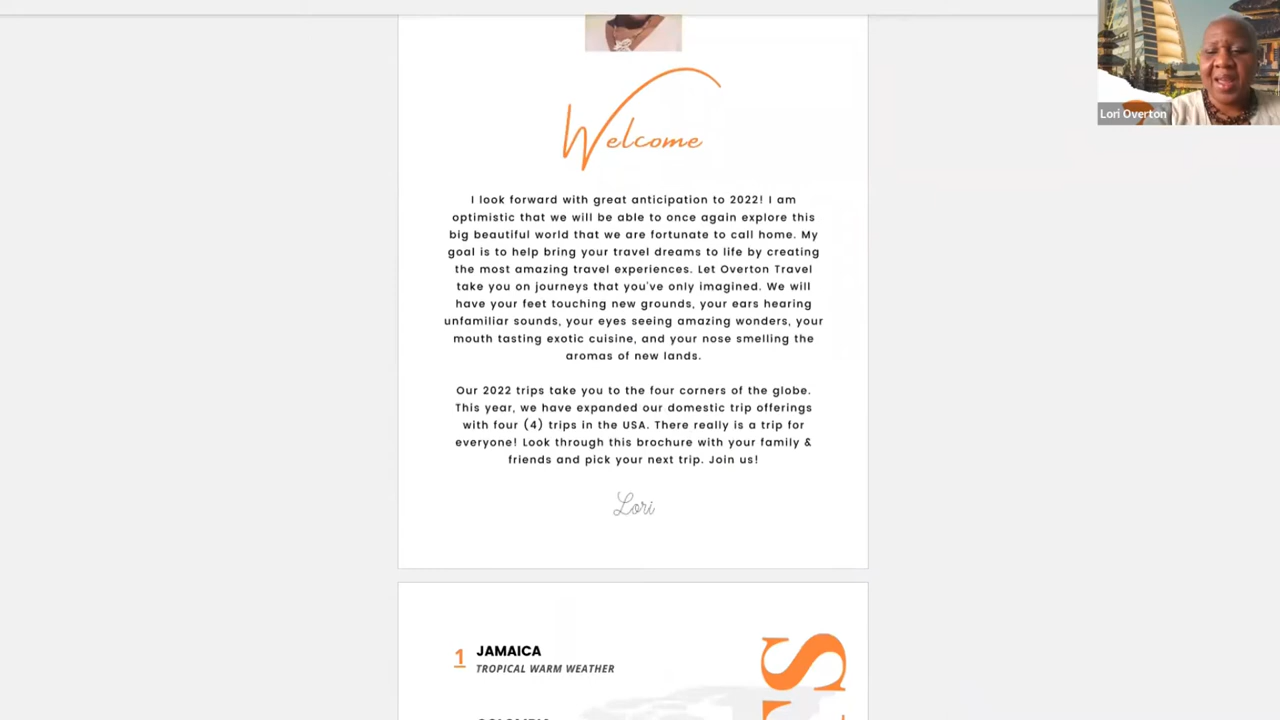 Lori Overton
Welcome
I look forward with great anticipation to 2022! I am
optimistic that we will be able to once again explore this
big beautiful world that we are fortunate to call home. My
goal is to help bring your travel dreams to life by creating
the most amazing travel experiences. Let Overton Travel
take you on journeys that you've only imagined. We will
have your feet touching new grounds, your ears hearing
unfamiliar sounds, your eyes seeing amazing wonders, your
mouth tasting exotic cuisine, and your nose smelling the
aromas of new lands.
Our 2022 trips take you to the four corners of the globe.
This year, we have expanded our domestic trip offerings
with four (4) trips in the USA. There really is a trip for
everyone! Look through this brochure with your family &
friends and pick your next trip. Join us!
Lori
1 JAMAICA
TROPICAL WARM WEATHER